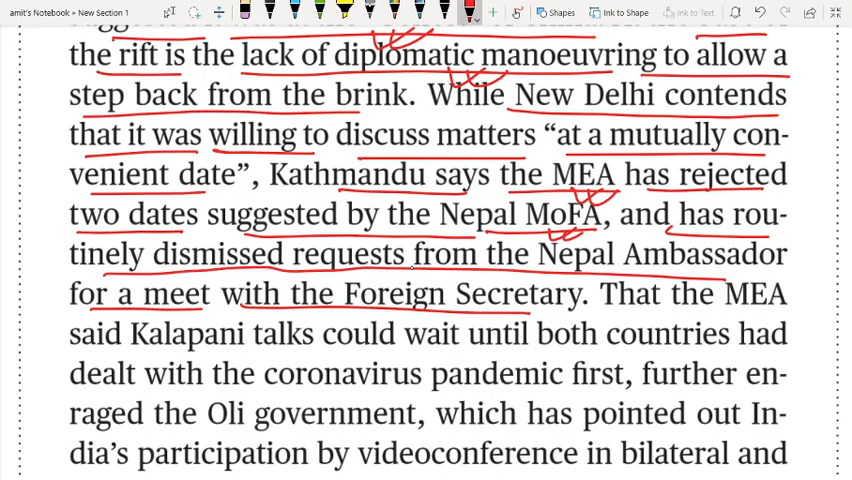 amit's Notebook » New Section 1
Shapes
Ink to Shape
Ink to Text
the rift is the lack of diplomatic manoeuvring to allow a
step back from the brink. While New Delhi contends
that it was willing to discuss matters “at a mutually con-
venient date”, Kathmandu says the MEA has rejected
two dates suggested by the Nepal MoFA, and has rou-
tinely dismissed requests from the Nepal Ambassador
for a meet with the Foreign Secretary. That the MEA
said Kalapani talks could wait until both countries had
dealt with the coronavirus pandemic first, further en-
raged the Oli government, which has pointed out In-
dia’s participation by videoconference in bilateral and